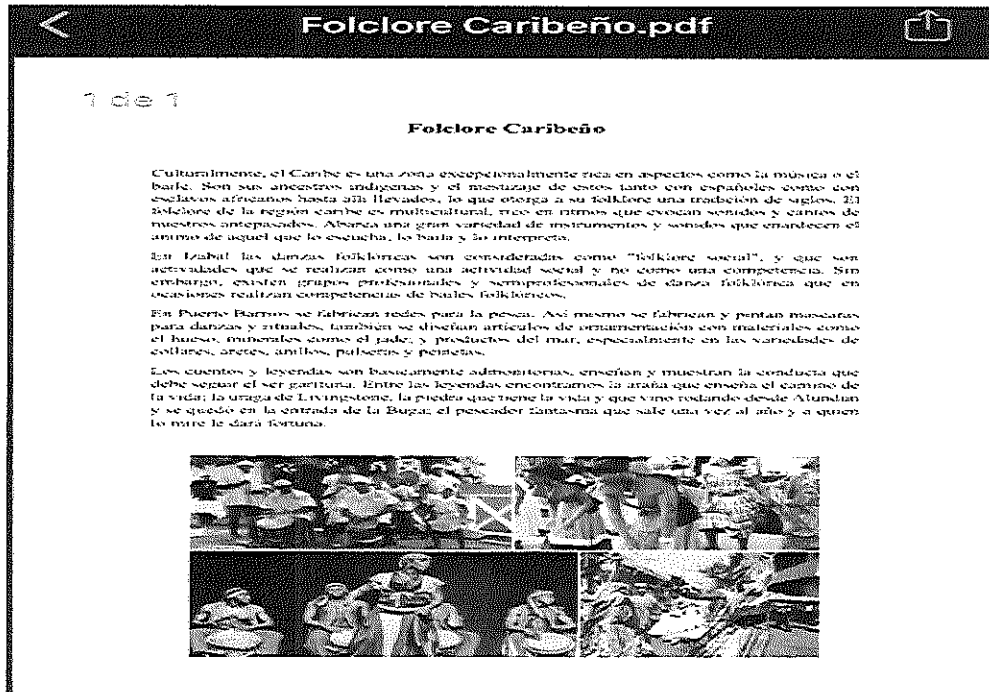 Folclore Caribeño.pdf
1 de 1
Folclore Caribeño
Culturalmente, el Caribe es una zona excepcionalmente rica en aspectos como la música o el
baile. Son sus ancestros indígenas y el mestizaje de estos tanto con españoles como con
esclavos africanos hasta allí llevados, lo que otorga a su folklore una tradición de siglos. El
folclore de la región caribe es multicultural, rico en ritmos que evocan sonidos y cantos de
nuestros antepasados. Abarca una gran variedad de instrumentos y sonidos que enardecen el
ánimo de aquel que lo escucha, lo baila y lo interpreta.
En Izabal las danzas folklóricas son consideradas como "folklore social", y que son
actividades que se realizan como una actividad social y no como una competencia. Sin
embargo, existen grupos profesionales y semiprofesionales de danza folklórica que en
ocasiones realizan competencias de bailes folklóricos.
En Puerto Barrios se fabrican redes para la pesca. Así mismo se fabrican y pintan mascaras
para danzas y rituales, también se diseñan artículos de ornamentación con materiales como
el hueso, minerales como el jade; y productos del mar, especialmente en las variedades de
collares, aretes, anillos, pulseras y peinetas.
Los cuentos y leyendas son básicamente admonitorias, enseñan y muestran la conducta que
debe seguir el ser garífuna. Entre las leyendas encontramos la araña que enseña el camino de
la vida; la uraga de Livingstone, la piedra que tiene la vida y que vino rodando desde
y se quedó en la entrada de la Buga; el pescador fantasma que sale una vez al año y a quien
lo mire le dará fortuna.